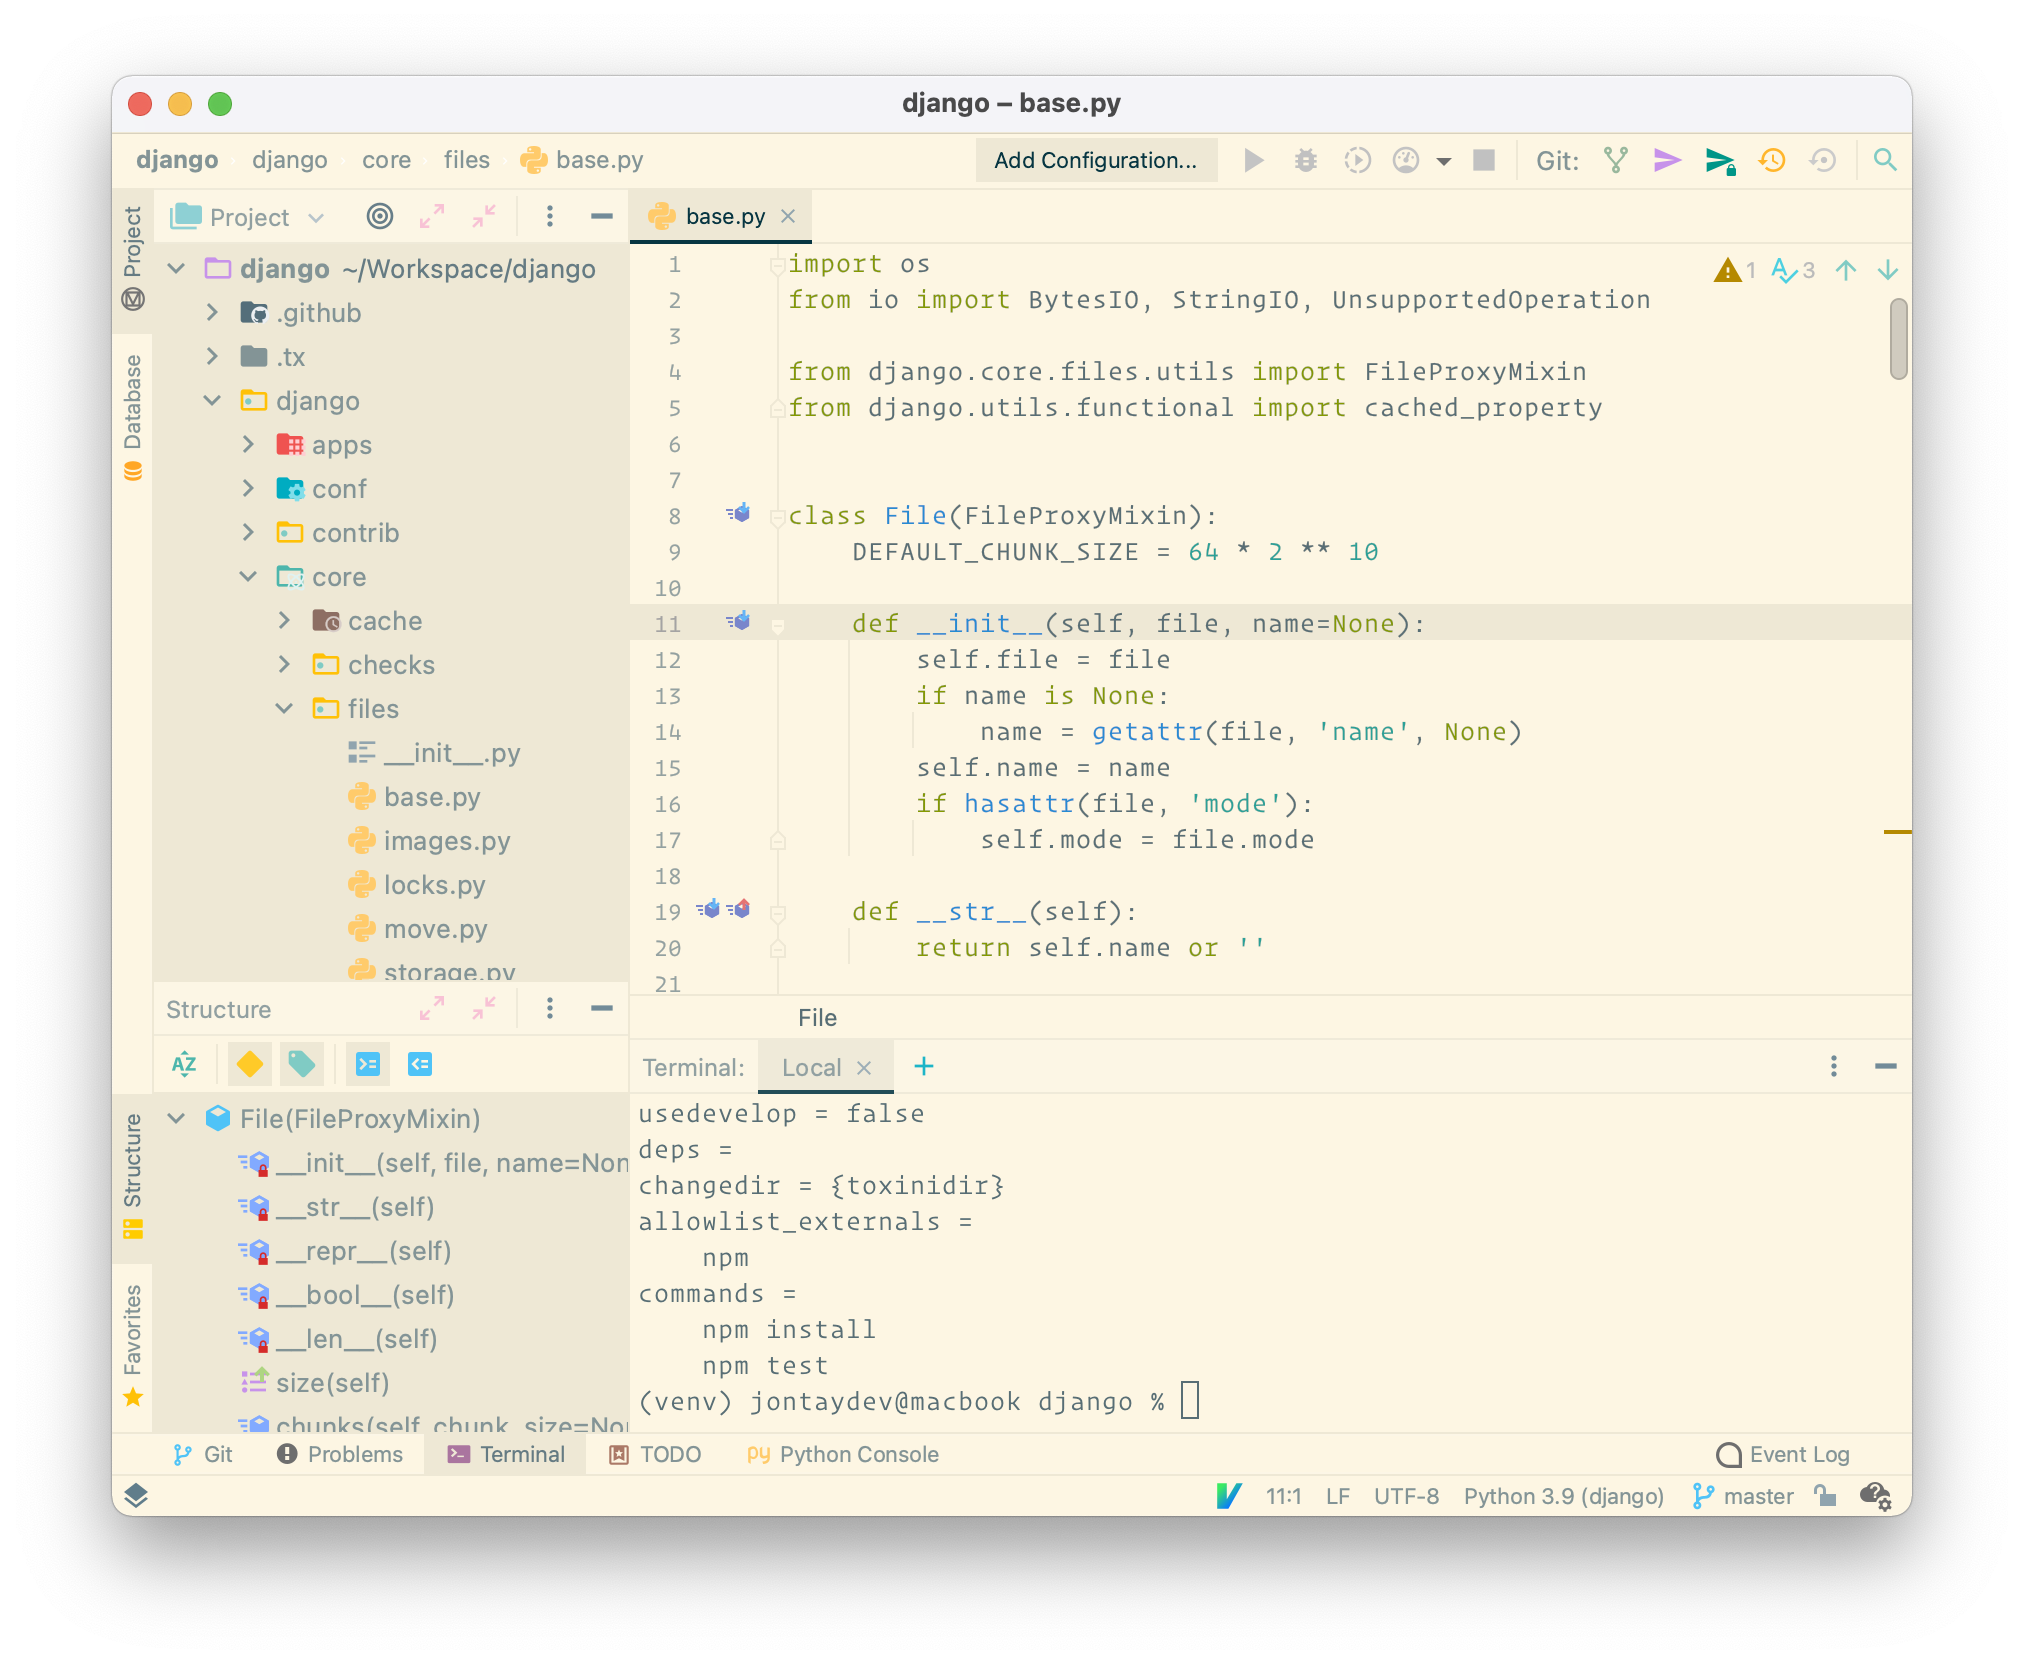 django – base.py
django django core files base.py
Add Configuration...
Git:
Project
Project
Database
django ~/Workspace/django
.github
.tx
django
apps
conf
contrib
core
cache
checks
files
__init__.py
base.py
images.py
locks.py
move.py
storage.py
base.py
1 3
1 import os
2 from io import BytesIO, StringIO, UnsupportedOperation
3
4 from django.core.files.utils import FileProxyMixin
5 from django.utils.functional import cached_property
6
7
8 class File(FileProxyMixin):
9 DEFAULT_CHUNK_SIZE = 64 * 2 ** 10
10
11 def __init__(self, file, name=None):
12 self.file = file
13 if name is None:
14 name = getattr(file, 'name', None)
15 self.name = name
16 if hasattr(file, 'mode'):
17 self.mode = file.mode
18
19 def __str__(self):
20 return self.name or ''
21
File
Structure
AZ
Structure
Favorites
File(FileProxyMixin)
__init__(self, file, name=Non
__str__(self)
__repr__(self)
__bool__(self)
__len__(self)
size(self)
chunks(self, chunk_size=Non
Terminal: Local
usedevelop = false
deps =
changedir = {toxinidir}
allowlist_externals =
npm
commands =
npm install
npm test
(venv) jontaydev@macbook django %
Git Problems Terminal TODO Python Console Event Log
11:1 LF UTF-8 Python 3.9 (django) master